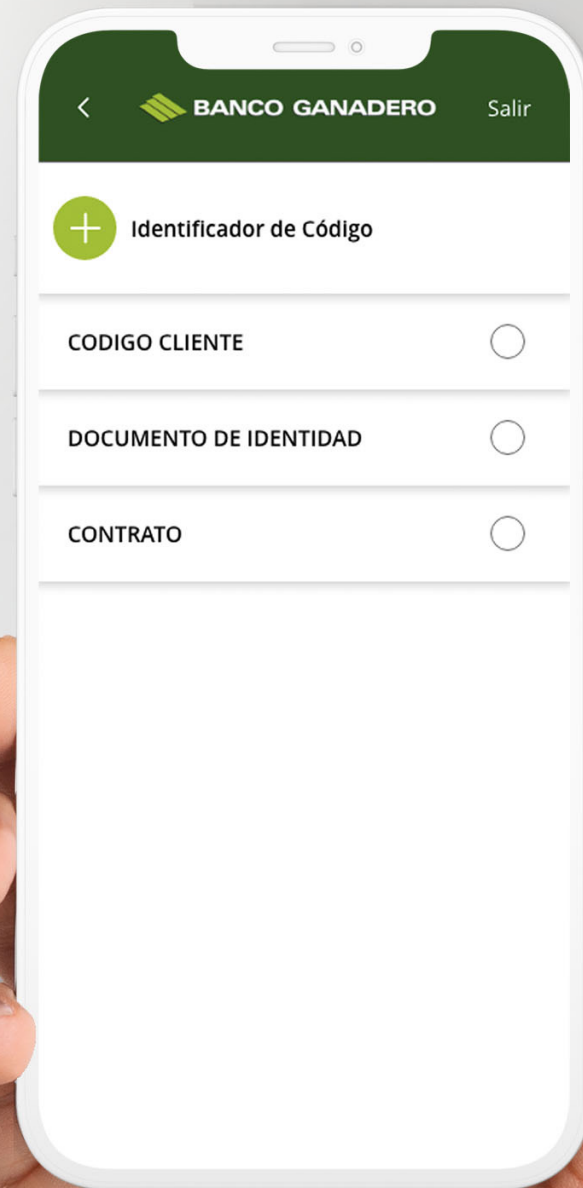 BANCO GANADERO
Salir
Identificador de Código
CODIGO CLIENTE
DOCUMENTO DE IDENTIDAD
CONTRATO